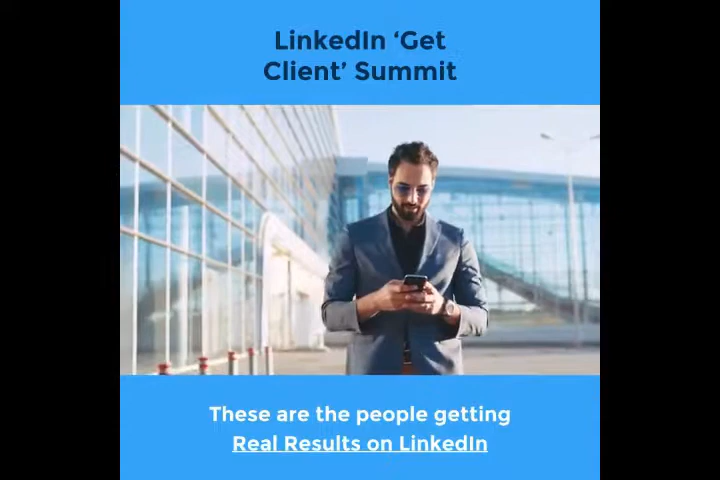 LinkedIn ‘Get
Client’ Summit
These are the people getting
Real Results on LinkedIn